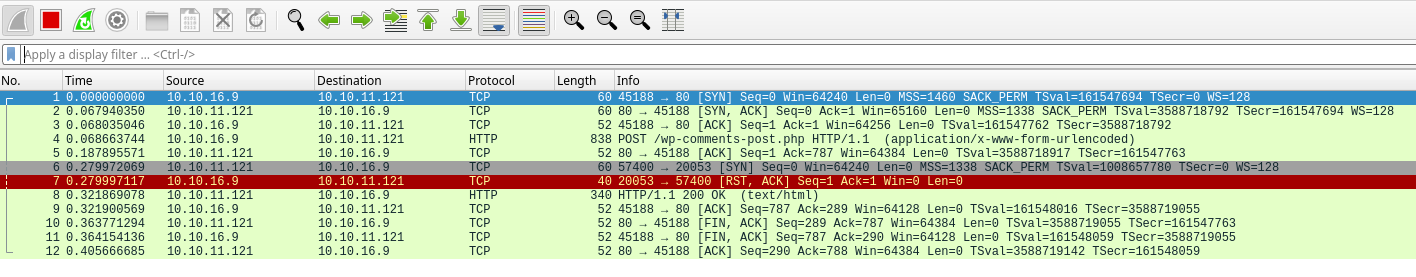 Apply a display filter ... <Ctrl-/>
No. Time Source Destination Protocol Length Info
1 0.000000000 10.10.16.9 10.10.11.121 TCP 60 45188 → 80 [SYN] Seq=0 Win=64240 Len=0 MSS=1460 SACK_PERM TSval=161547694 TSecr=0 WS=128
2 0.067940350 10.10.11.121 10.10.16.9 TCP 60 80 → 45188 [SYN, ACK] Seq=0 Ack=1 Win=65160 Len=0 MSS=1338 SACK_PERM TSval=3588718792 TSecr=161547694 WS=128
3 0.068035046 10.10.16.9 10.10.11.121 TCP 52 45188 → 80 [ACK] Seq=1 Ack=1 Win=64256 Len=0 TSval=161547762 TSecr=3588718792
4 0.068663744 10.10.16.9 10.10.11.121 HTTP 838 POST /wp-comments-post.php HTTP/1.1 (application/x-www-form-urlencoded)
5 0.187895571 10.10.11.121 10.10.16.9 TCP 52 80 → 45188 [ACK] Seq=1 Ack=787 Win=64384 Len=0 TSval=3588718917 TSecr=161547763
6 0.279972069 10.10.11.121 10.10.16.9 TCP 60 57400 → 20053 [SYN] Seq=0 Win=64240 Len=0 MSS=1338 SACK_PERM TSval=1008657780 TSecr=0 WS=128
7 0.279997117 10.10.16.9 10.10.11.121 TCP 40 20053 → 57400 [RST, ACK] Seq=1 Ack=1 Win=0 Len=0
8 0.321869078 10.10.11.121 10.10.16.9 HTTP 340 HTTP/1.1 200 OK (text/html)
9 0.321900569 10.10.16.9 10.10.11.121 TCP 52 45188 → 80 [ACK] Seq=787 Ack=289 Win=64128 Len=0 TSval=161548016 TSecr=3588719055
10 0.363771294 10.10.11.121 10.10.16.9 TCP 52 80 → 45188 [FIN, ACK] Seq=289 Ack=787 Win=64384 Len=0 TSval=3588719055 TSecr=161547763
11 0.364154136 10.10.16.9 10.10.11.121 TCP 52 45188 → 80 [FIN, ACK] Seq=787 Ack=290 Win=64128 Len=0 TSval=161548059 TSecr=3588719055
12 0.405666685 10.10.11.121 10.10.16.9 TCP 52 80 → 45188 [ACK] Seq=290 Ack=788 Win=64384 Len=0 TSval=3588719142 TSecr=161548059